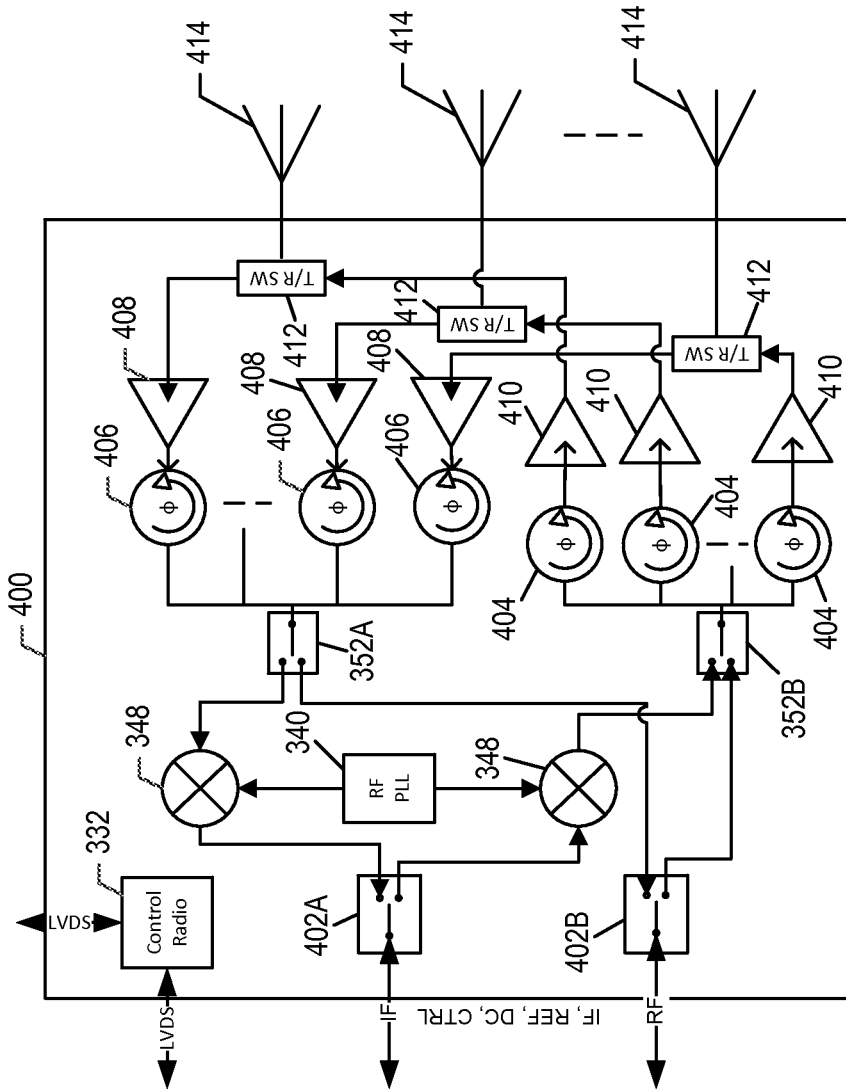 400
332
LVDS
LVDS
Control
Radio
348
340
RF
PLL
348
402A
402B
IF
IF, REF, DC, CTRL
RF
352A
352B
406
406
406
408
408
408
404
404
404
410
410
410
T/R SW
412
T/R SW
412
T/R SW
412
414
414
414